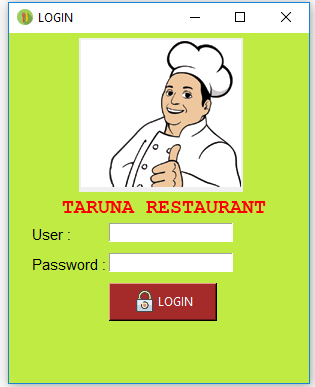 LOGIN
TARUNA RESTAURANT
User :
Password :
LOGIN